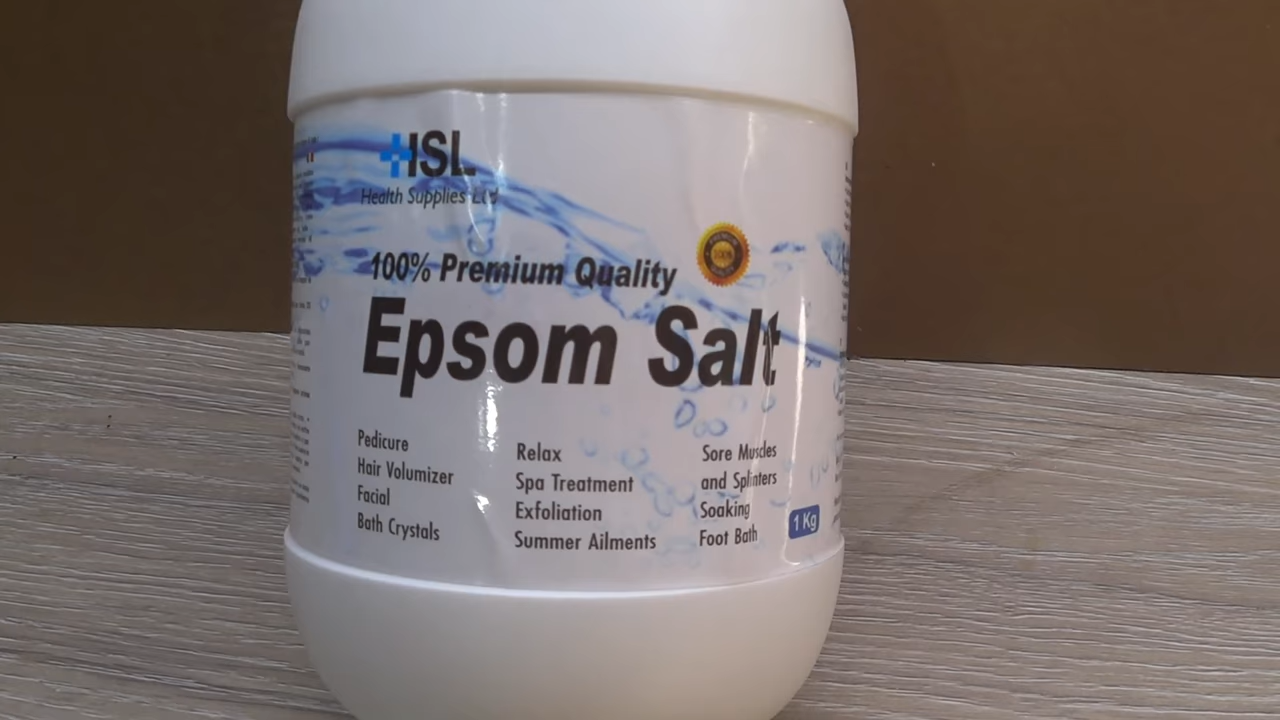 HSL
Health Supplies Ltd
100% Premium Quality
100%
Epsom Salt
Pedicure
Hair Volumizer
Facial
Bath Crystals
Relax
Spa Treatment
Exfoliation
Summer Ailments
Sore Muscles
and Splinters
Soaking
Foot Bath
1 Kg